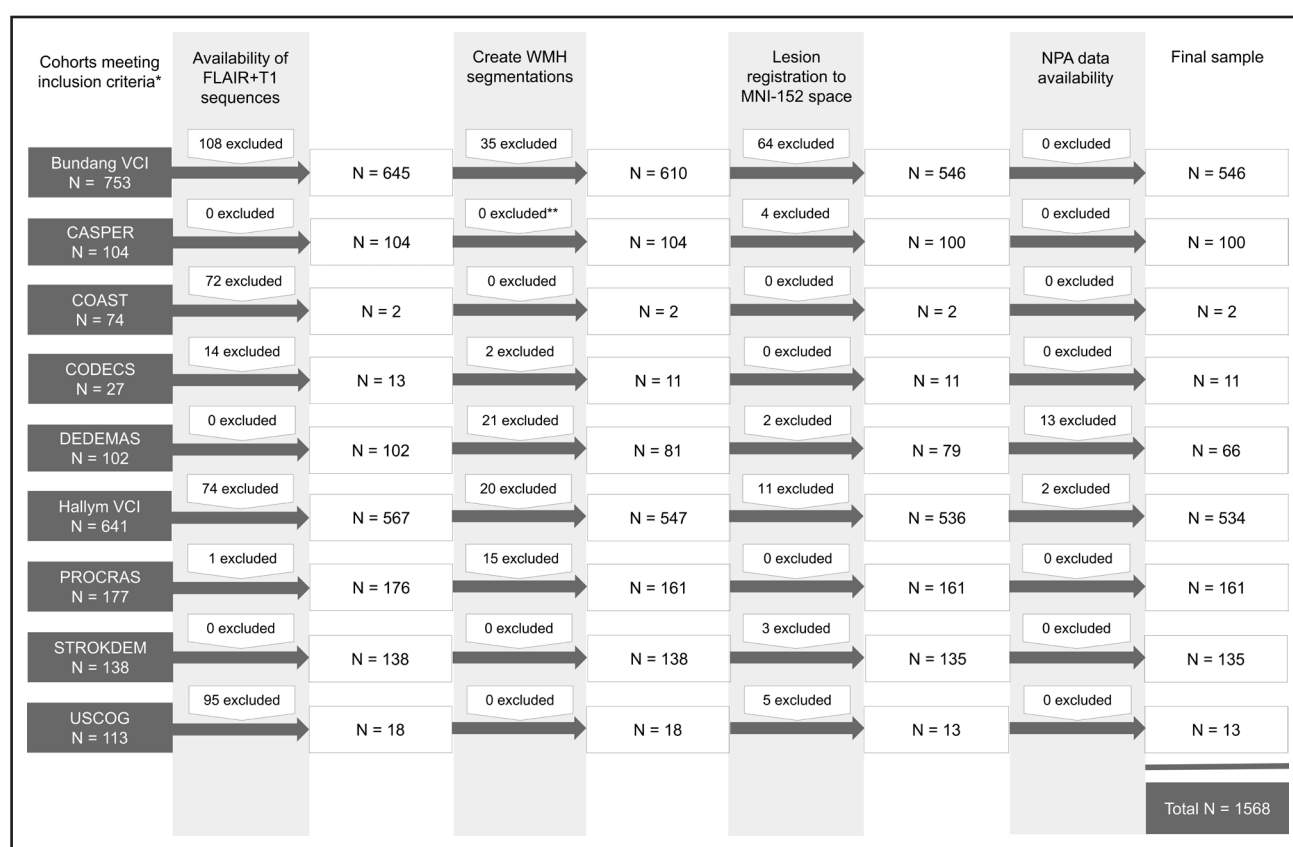 Cohorts meeting
inclusion criteria*
Availability of
FLAIR+T1
sequences
Create WMH
segmentations
Lesion
registration to
MNI-152 space
NPA data
availability
Final sample
108 excluded
35 excluded
64 excluded
0 excluded
Bundang VCI
N = 753
N = 645
N = 610
N = 546
N = 546
0 excluded
0 excluded**
4 excluded
0 excluded
CASPER
N = 104
N = 104
N = 104
N = 100
N = 100
72 excluded
0 excluded
0 excluded
0 excluded
COAST
N = 74
N = 2
N = 2
N = 2
N = 2
14 excluded
2 excluded
0 excluded
0 excluded
CODECS
N = 27
N = 13
N = 11
N = 11
N = 11
0 excluded
21 excluded
2 excluded
13 excluded
DEDEMAS
N = 102
N = 102
N = 81
N = 79
N = 66
74 excluded
20 excluded
11 excluded
2 excluded
Hallym VCI
N = 641
N = 567
N = 547
N = 536
N = 534
1 excluded
15 excluded
0 excluded
0 excluded
PROCRAS
N = 177
N = 176
N = 161
N = 161
N = 161
0 excluded
0 excluded
3 excluded
0 excluded
STROKDEM
N = 138
N = 138
N = 138
N = 135
N = 135
95 excluded
0 excluded
5 excluded
0 excluded
USCOG
N = 113
N = 18
N = 18
N = 13
N = 13
Total N = 1568